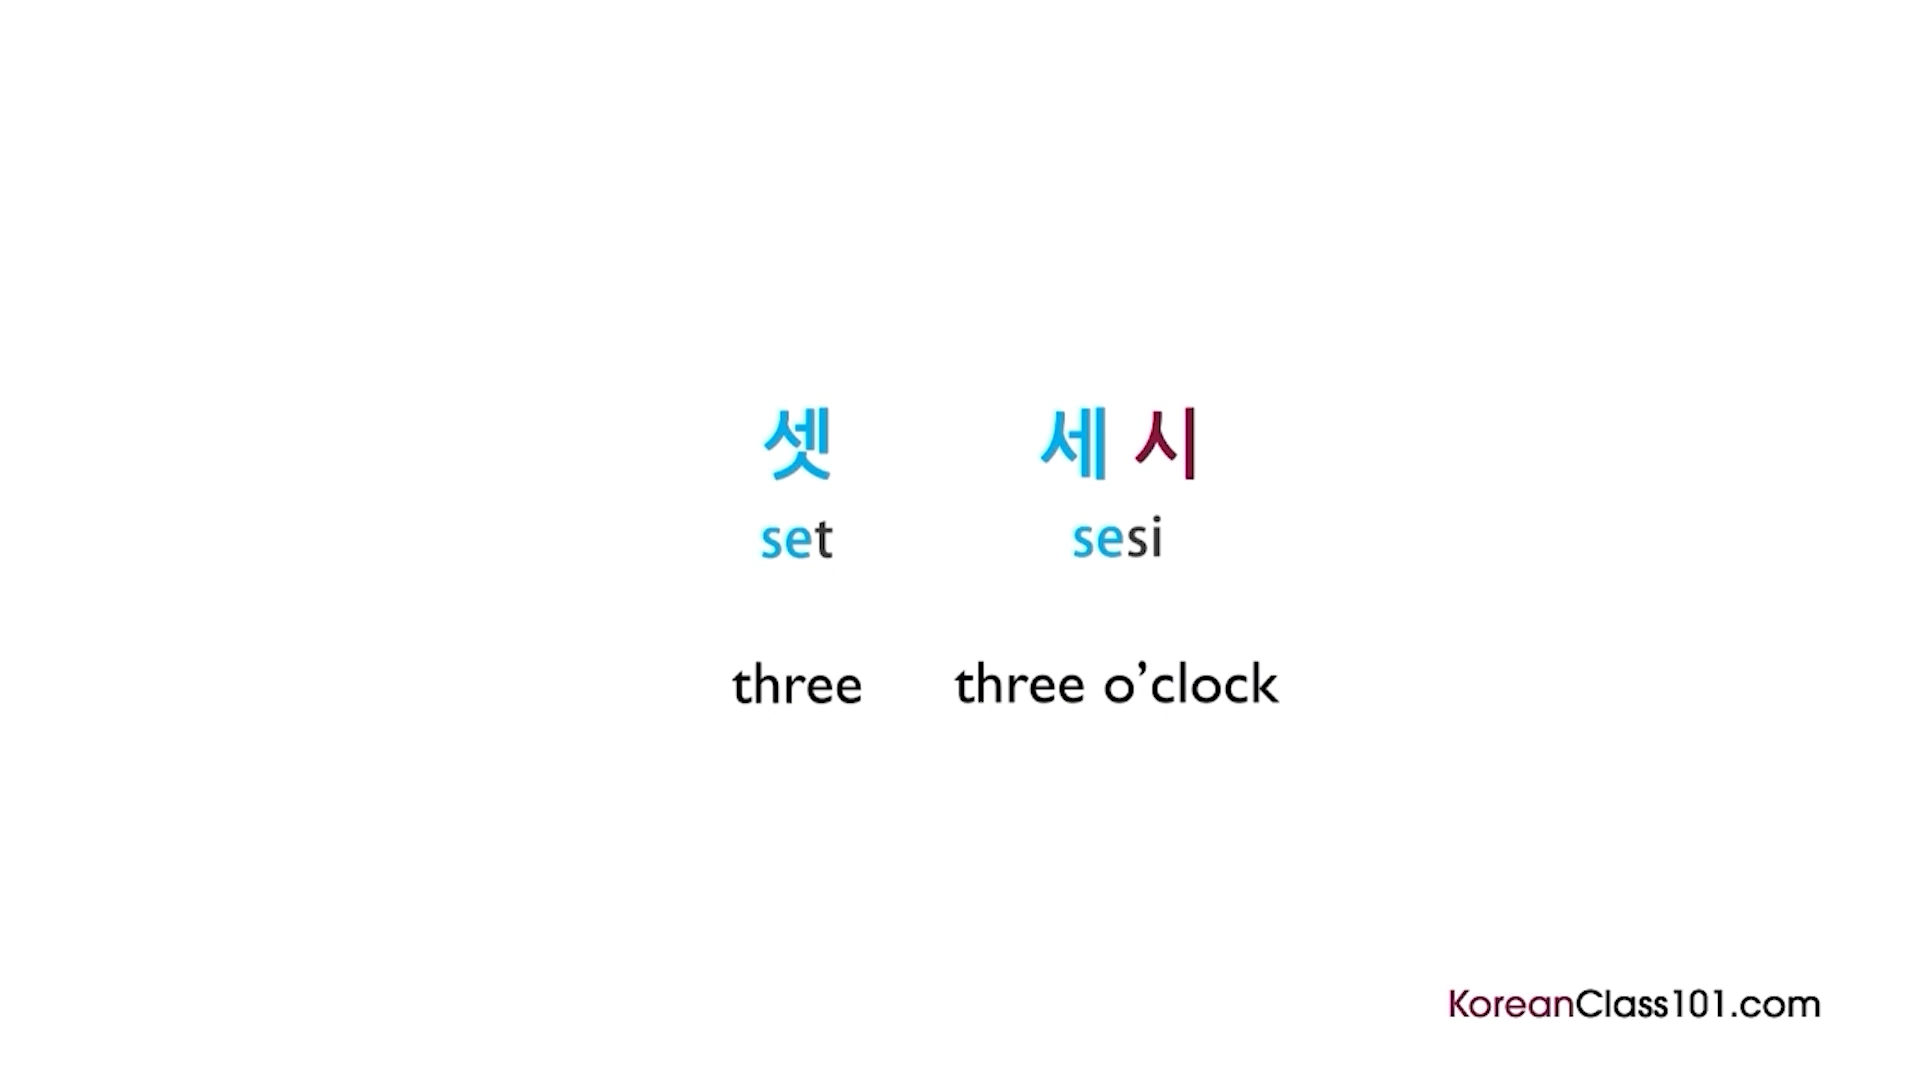 셋 세 시
set sesi
three three o’clock
KoreanClass101.com